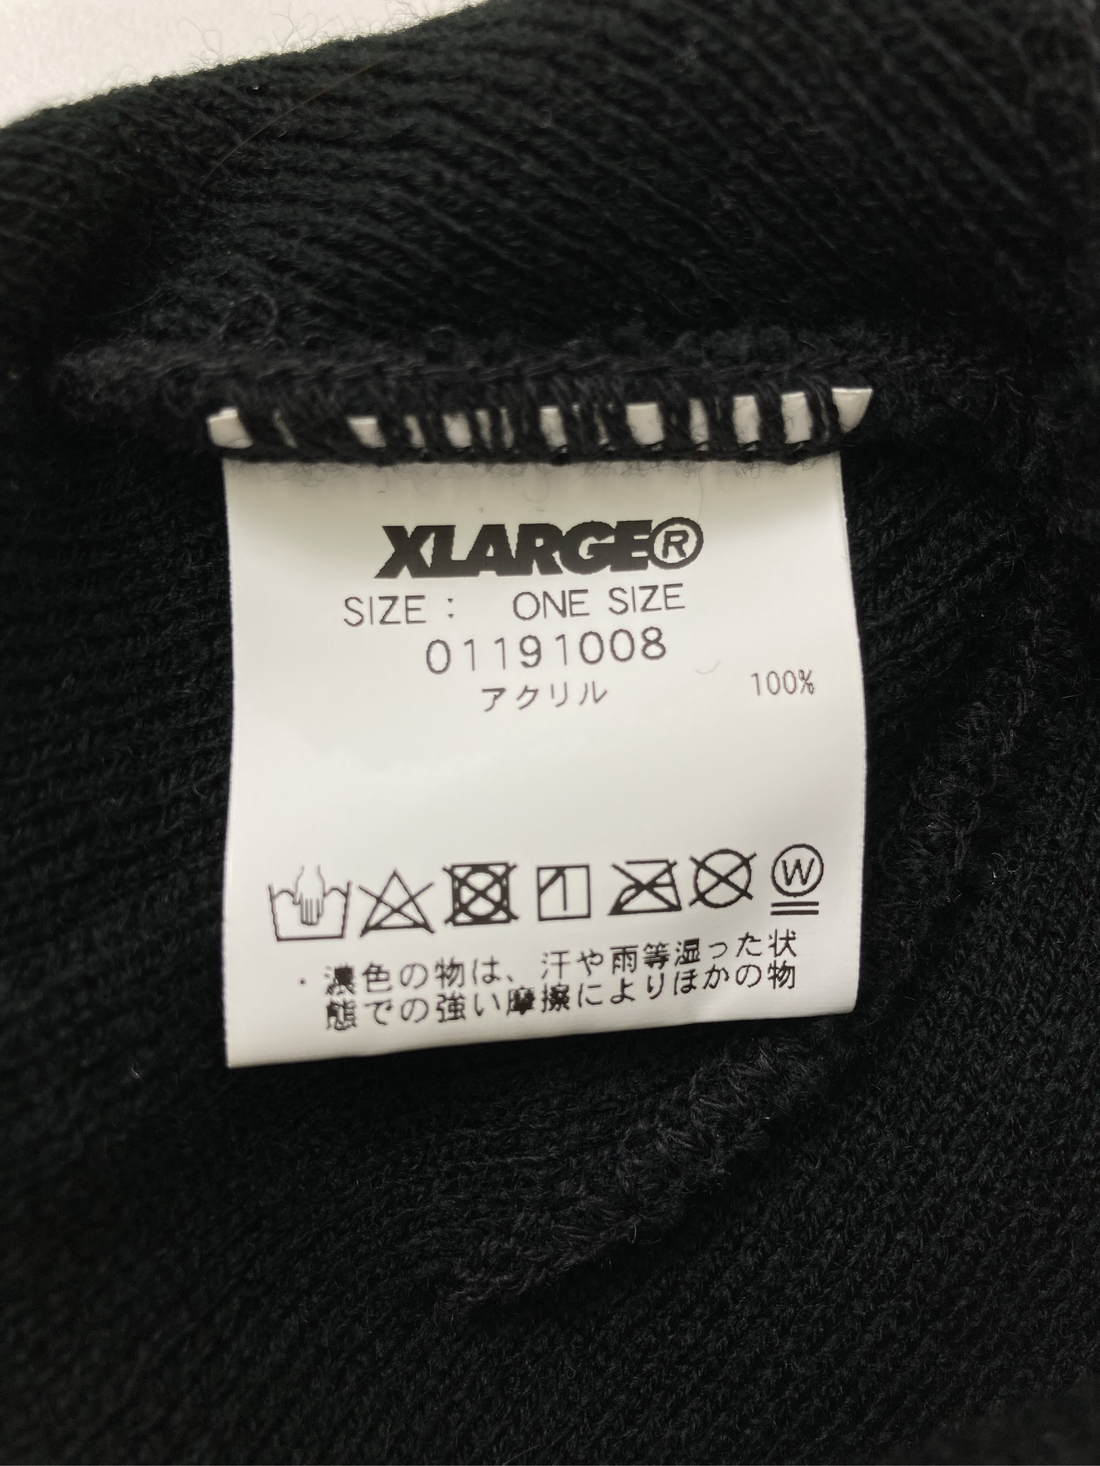 XLARGE®
SIZE : ONE SIZE
01191008
アクリル 100%
W
・濃色の物は、汗や雨等湿った状
態での強い摩擦によりほかの物